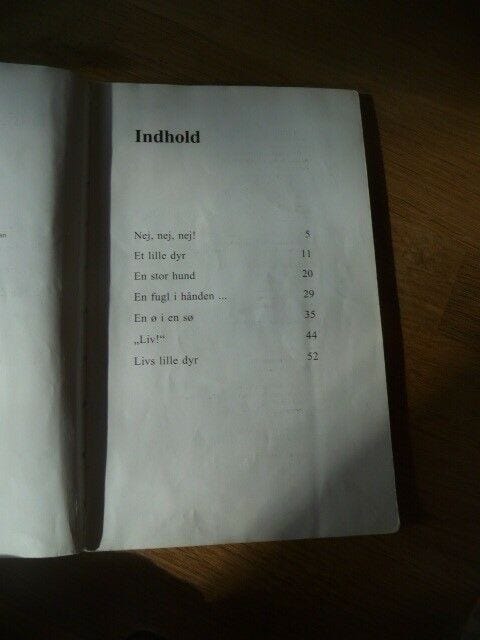 Indhold
Nej, nej, nej! 5
Et lille dyr 11
En stor hund 20
En fugl i hånden ... 29
En ø i en sø 35
„Liv!“ 44
Livs lille dyr 52